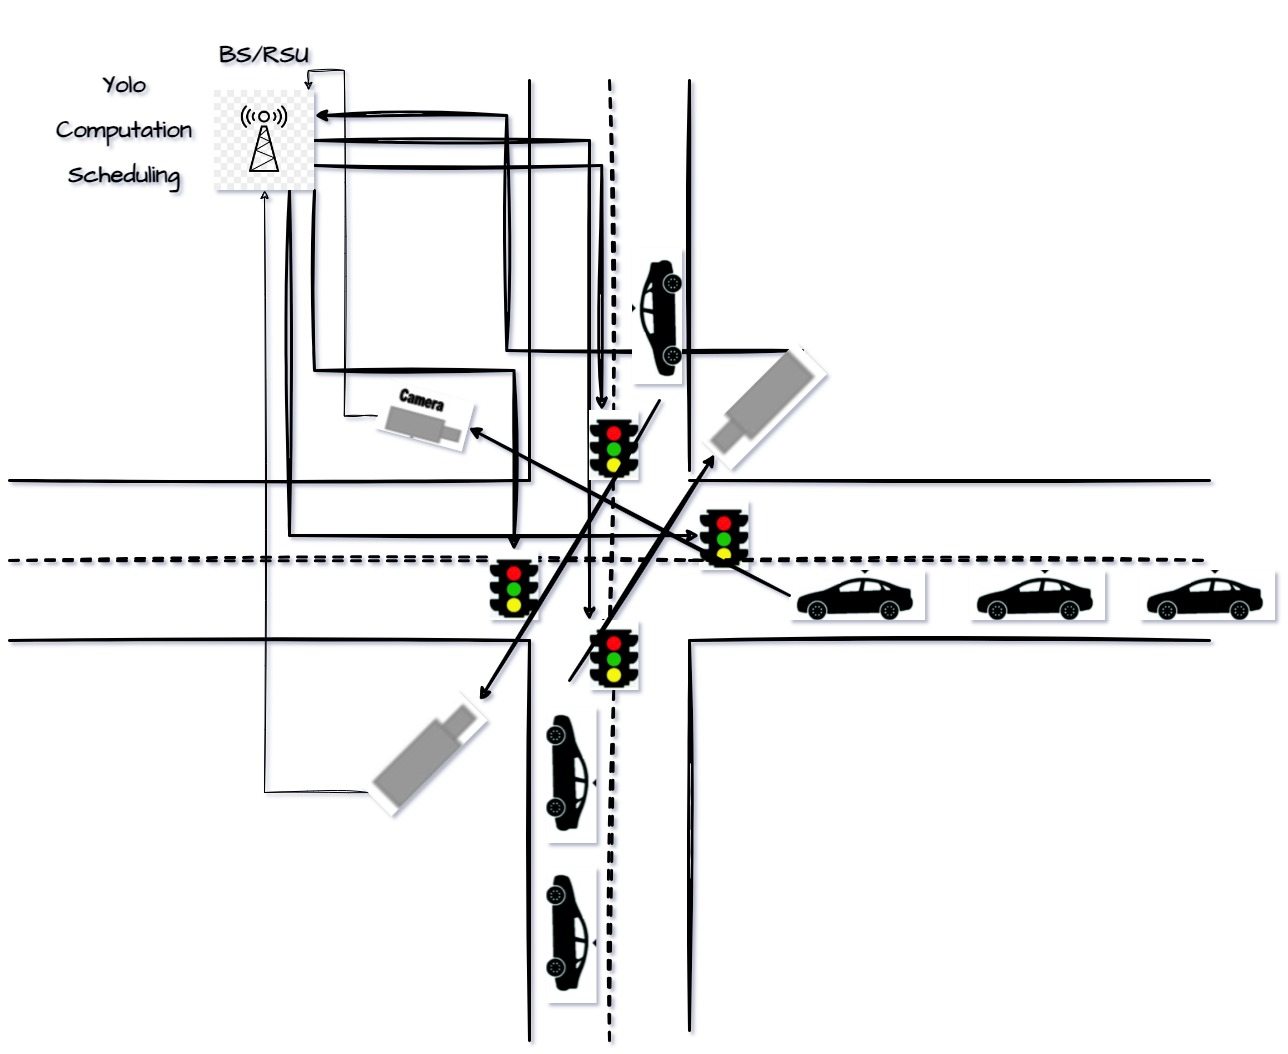 BS/RSU
Yolo
Computation
Scheduling
Camera